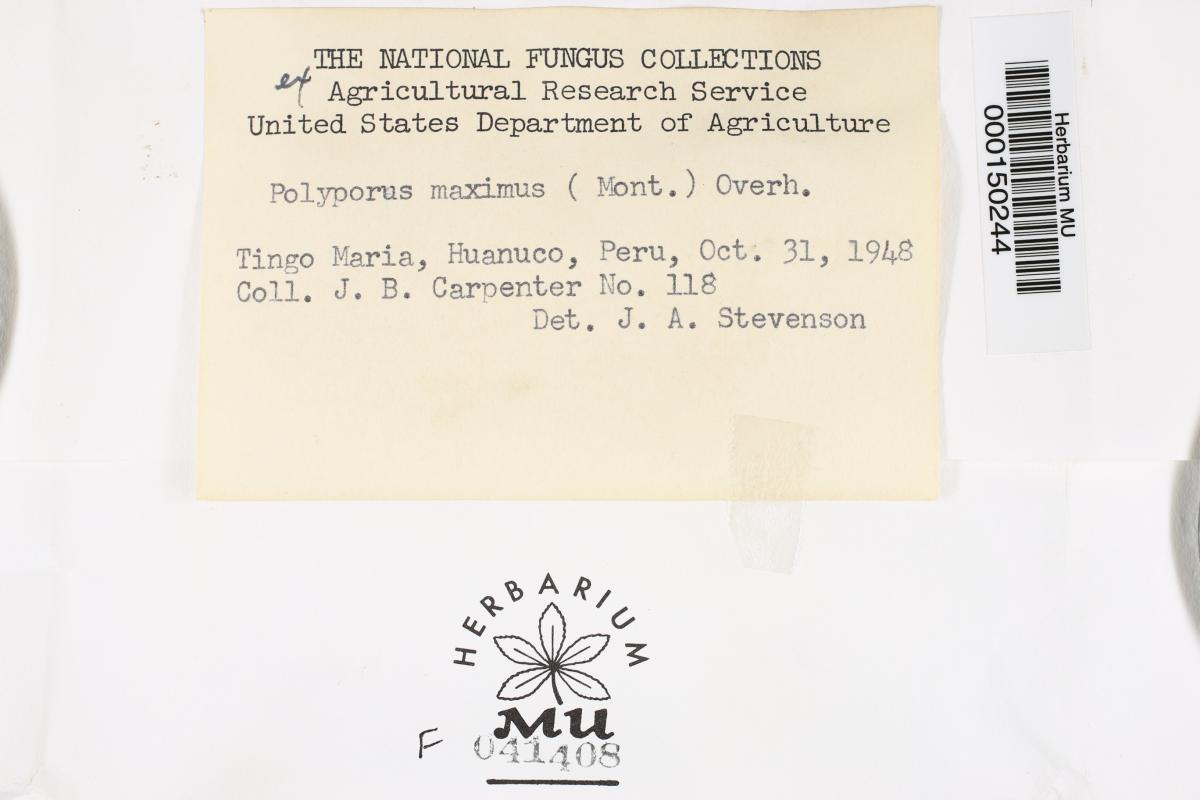 THE NATIONAL FUNGUS COLLECTIONS
ex Agricultural Research Service
United States Department of Agriculture
Polyporus maximus ( Mont.) Overh.
Tingo Maria, Huanuco, Peru, Oct. 31, 1948
Coll. J. B. Carpenter No. 118
Det. J. A. Stevenson
Herbarium MU
000150244
HERBARIUM
MU
F 041408